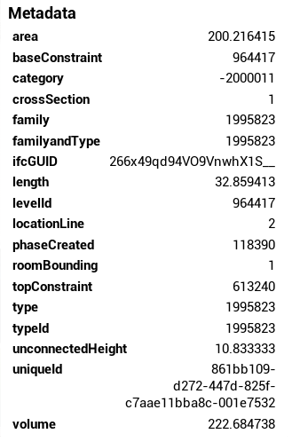 Metadata
area 200.216415
baseConstraint 964417
category -2000011
crossSection 1
family 1995823
familyandType 1995823
ifcGUID 266x49qd94VO9VnwhX1S__
length 32.859413
levelId 964417
locationLine 2
phaseCreated 118390
roomBounding 1
topConstraint 613240
type 1995823
typeId 1995823
unconnectedHeight 10.833333
uniqueId 861bb109-
d272-447d-825f-
c7aae11bba8c-001e7532
volume 222.684738